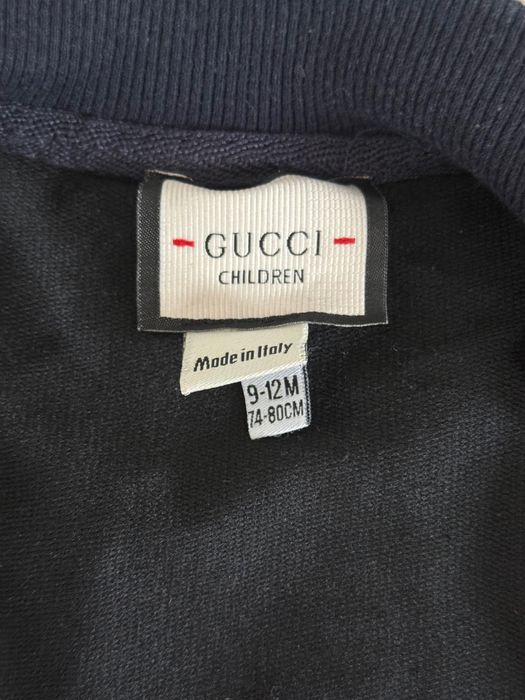 GUCCI
CHILDREN
Made in Italy
9-12M
74-80CM